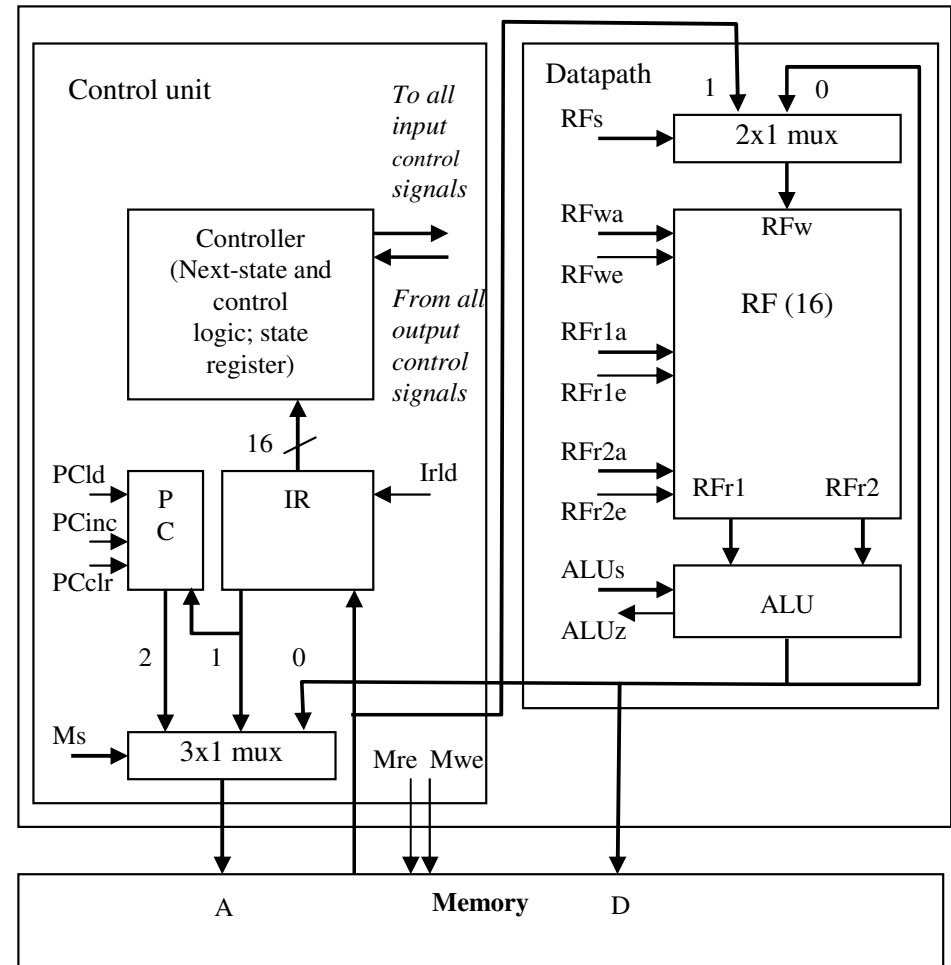 Control unit
To all
input
control
signals
Controller
(Next-state and
control
logic; state
register)
From all
output
control
signals
16
PCld
PCinc
PCclr
P
C
IR
Irld
2
1
0
Ms
3x1 mux
Mre
Mwe
Datapath
1
0
RFs
2x1 mux
RFwa
RFwe
RFw
RF (16)
RFr1a
RFr1e
RFr2a
RFr2e
RFr1
RFr2
ALUs
ALUz
ALU
A
Memory
D